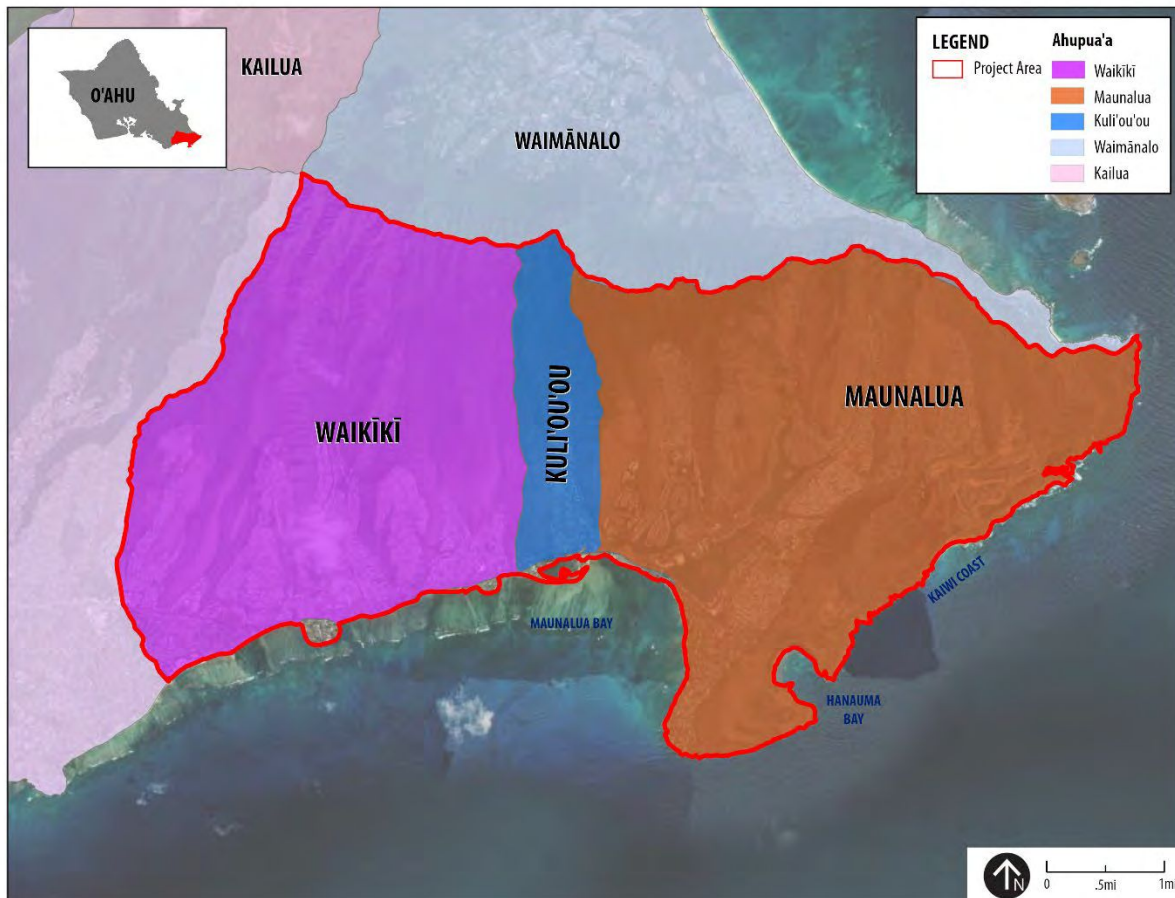 O'AHU
KAILUA
WAIMĀNALO
LEGEND
Project Area
Ahupua'a
Waikīkī
Maunalua
Kuli'ou'ou
Waimānalo
Kailua
WAIKĪKĪ
KULI'OU'OU
MAUNALUA
MAUNALUA BAY
KAIWI COAST
HANAUMA
BAY
N
0 .5mi 1mi